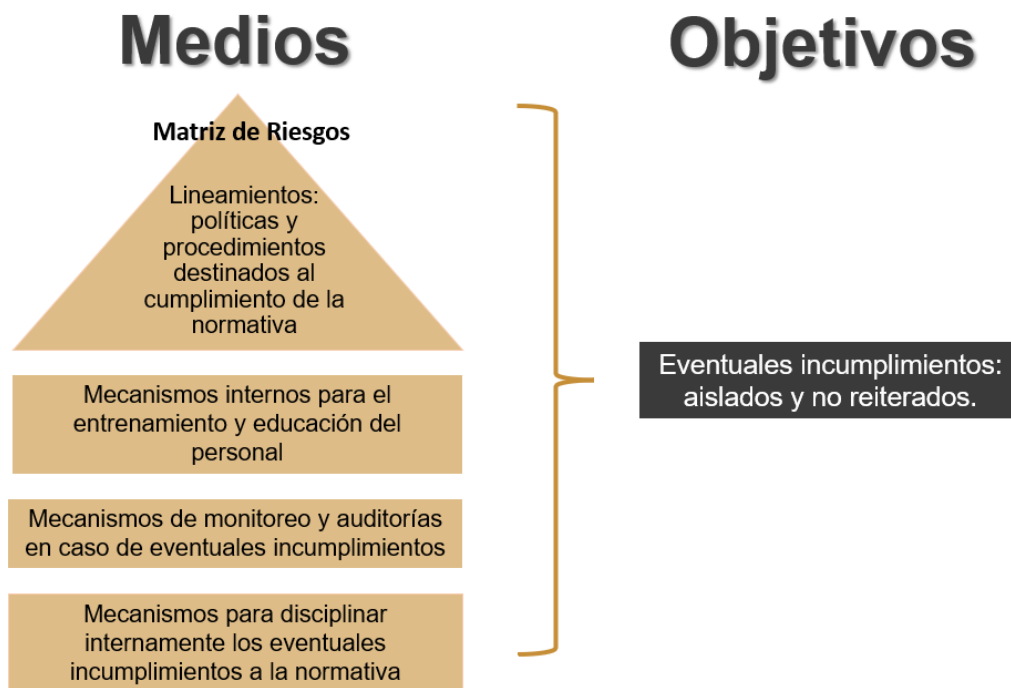 Medios
Objetivos
Matriz de Riesgos
Lineamientos:
políticas y
procedimientos
destinados al
cumplimiento de la
normativa
Mecanismos internos para el
entrenamiento y educación del
personal
Mecanismos de monitoreo y auditorías
en caso de eventuales incumplimientos
Mecanismos para disciplinar
internamente los eventuales
incumplimientos a la normativa
Eventuales incumplimientos:
aislados y no reiterados.